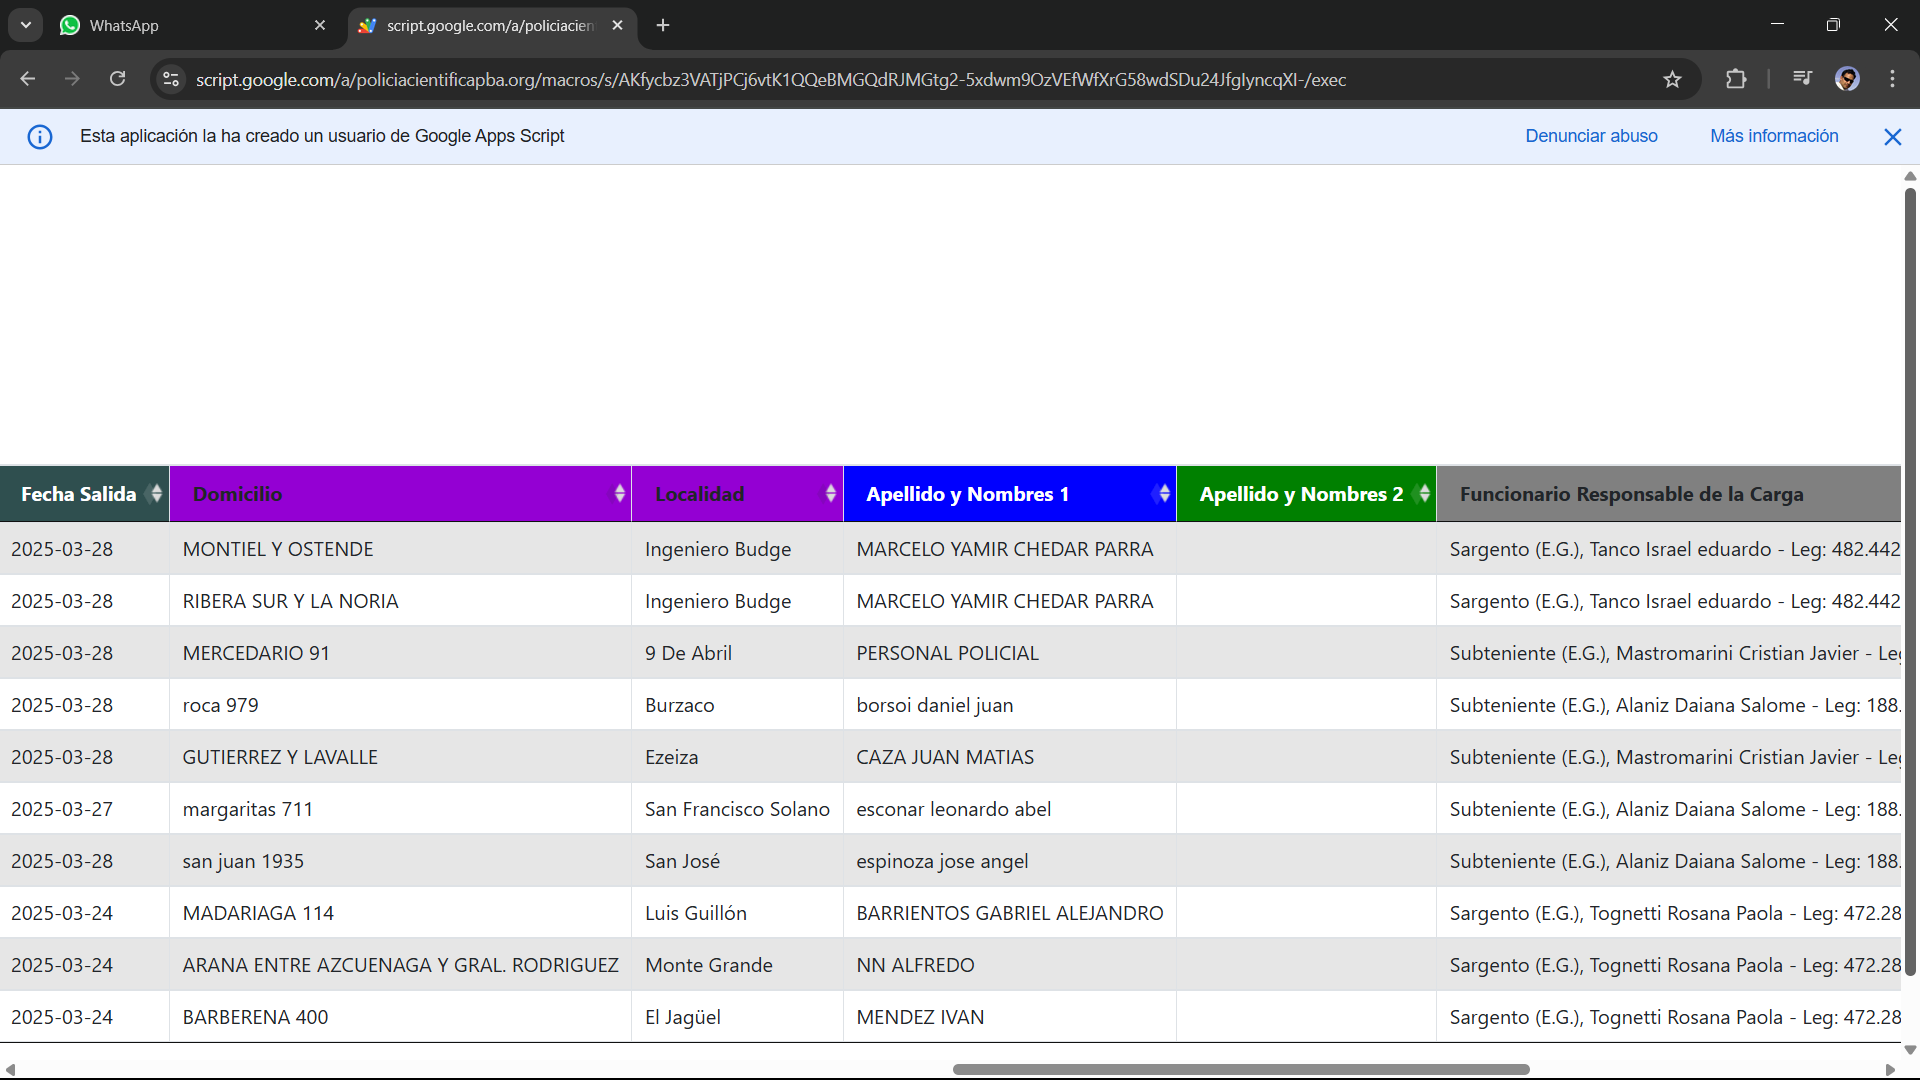 WhatsApp
script.google.com/a/policiacien
script.google.com/a/policiacientificapba.org/macros/s/AKfycbz3VATjPCj6vtK1QQeBMGQdRJMGtg2-5xdwm9OzVEfWfXrG58wdSDu24JfgIyncqXI-/exec
Esta aplicación la ha creado un usuario de Google Apps Script
Denunciar abuso
Más información
Fecha Salida Domicilio Localidad Apellido y Nombres 1 Apellido y Nombres 2 Funcionario Responsable de la Carga
2025-03-28 MONTIEL Y OSTENDE Ingeniero Budge MARCELO YAMIR CHEDAR PARRA Sargento (E.G.), Tanco Israel eduardo - Leg: 482.442
2025-03-28 RIBERA SUR Y LA NORIA Ingeniero Budge MARCELO YAMIR CHEDAR PARRA Sargento (E.G.), Tanco Israel eduardo - Leg: 482.442
2025-03-28 MERCEDARIO 91 9 De Abril PERSONAL POLICIAL Subteniente (E.G.), Mastromarini Cristian Javier - Leg
2025-03-28 roca 979 Burzaco borsoi daniel juan Subteniente (E.G.), Alaniz Daiana Salome - Leg: 188.
2025-03-28 GUTIERREZ Y LAVALLE Ezeiza CAZA JUAN MATIAS Subteniente (E.G.), Mastromarini Cristian Javier - Leg
2025-03-27 margaritas 711 San Francisco Solano esconar leonardo abel Subteniente (E.G.), Alaniz Daiana Salome - Leg: 188.
2025-03-28 san juan 1935 San José espinoza jose angel Subteniente (E.G.), Alaniz Daiana Salome - Leg: 188.
2025-03-24 MADARIAGA 114 Luis Guillón BARRIENTOS GABRIEL ALEJANDRO Sargento (E.G.), Tognetti Rosana Paola - Leg: 472.28
2025-03-24 ARANA ENTRE AZCUENAGA Y GRAL. RODRIGUEZ Monte Grande NN ALFREDO Sargento (E.G.), Tognetti Rosana Paola - Leg: 472.28
2025-03-24 BARBERENA 400 El Jagüel MENDEZ IVAN Sargento (E.G.), Tognetti Rosana Paola - Leg: 472.28